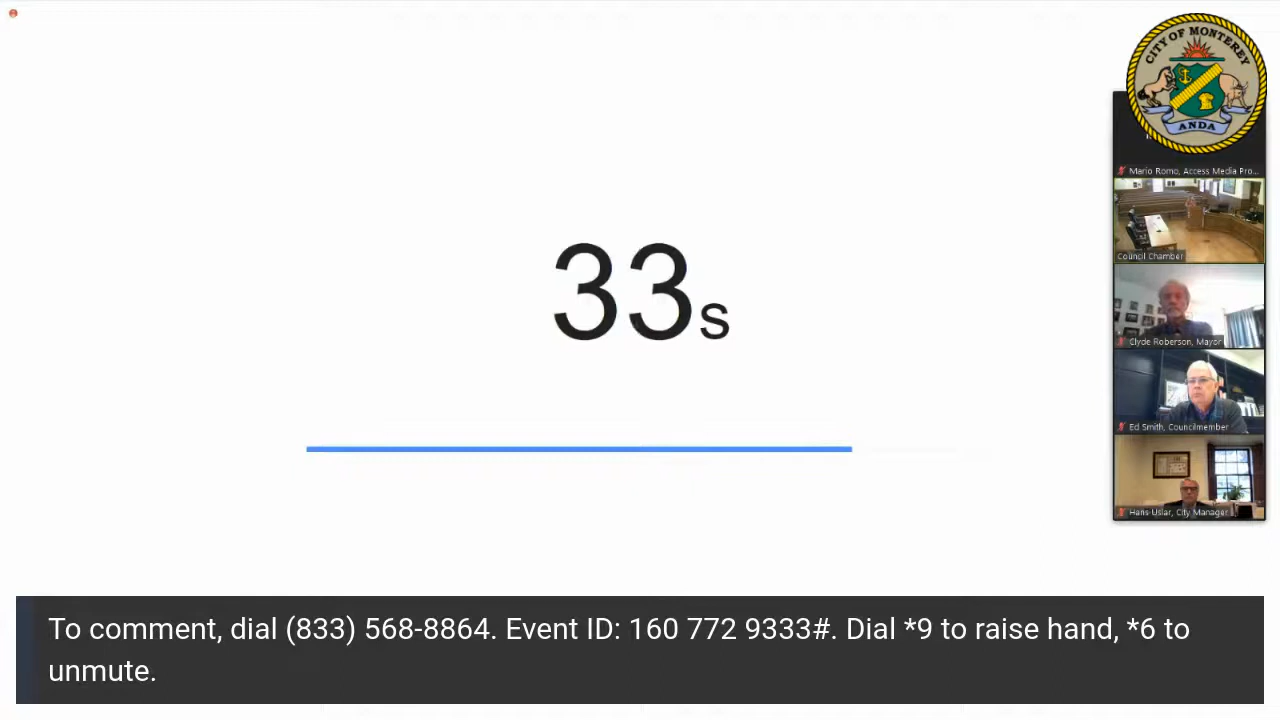 CITY OF MONTEREY
ANDA
Mario Romo, Access Media Pro...
Council Chamber
33s
Clyde Roberson, Mayor
Ed Smith, Councilmember
Hans Uslar, City Manager
To comment, dial (833) 568-8864. Event ID: 160 772 9333#. Dial *9 to raise hand, *6 to
unmute.